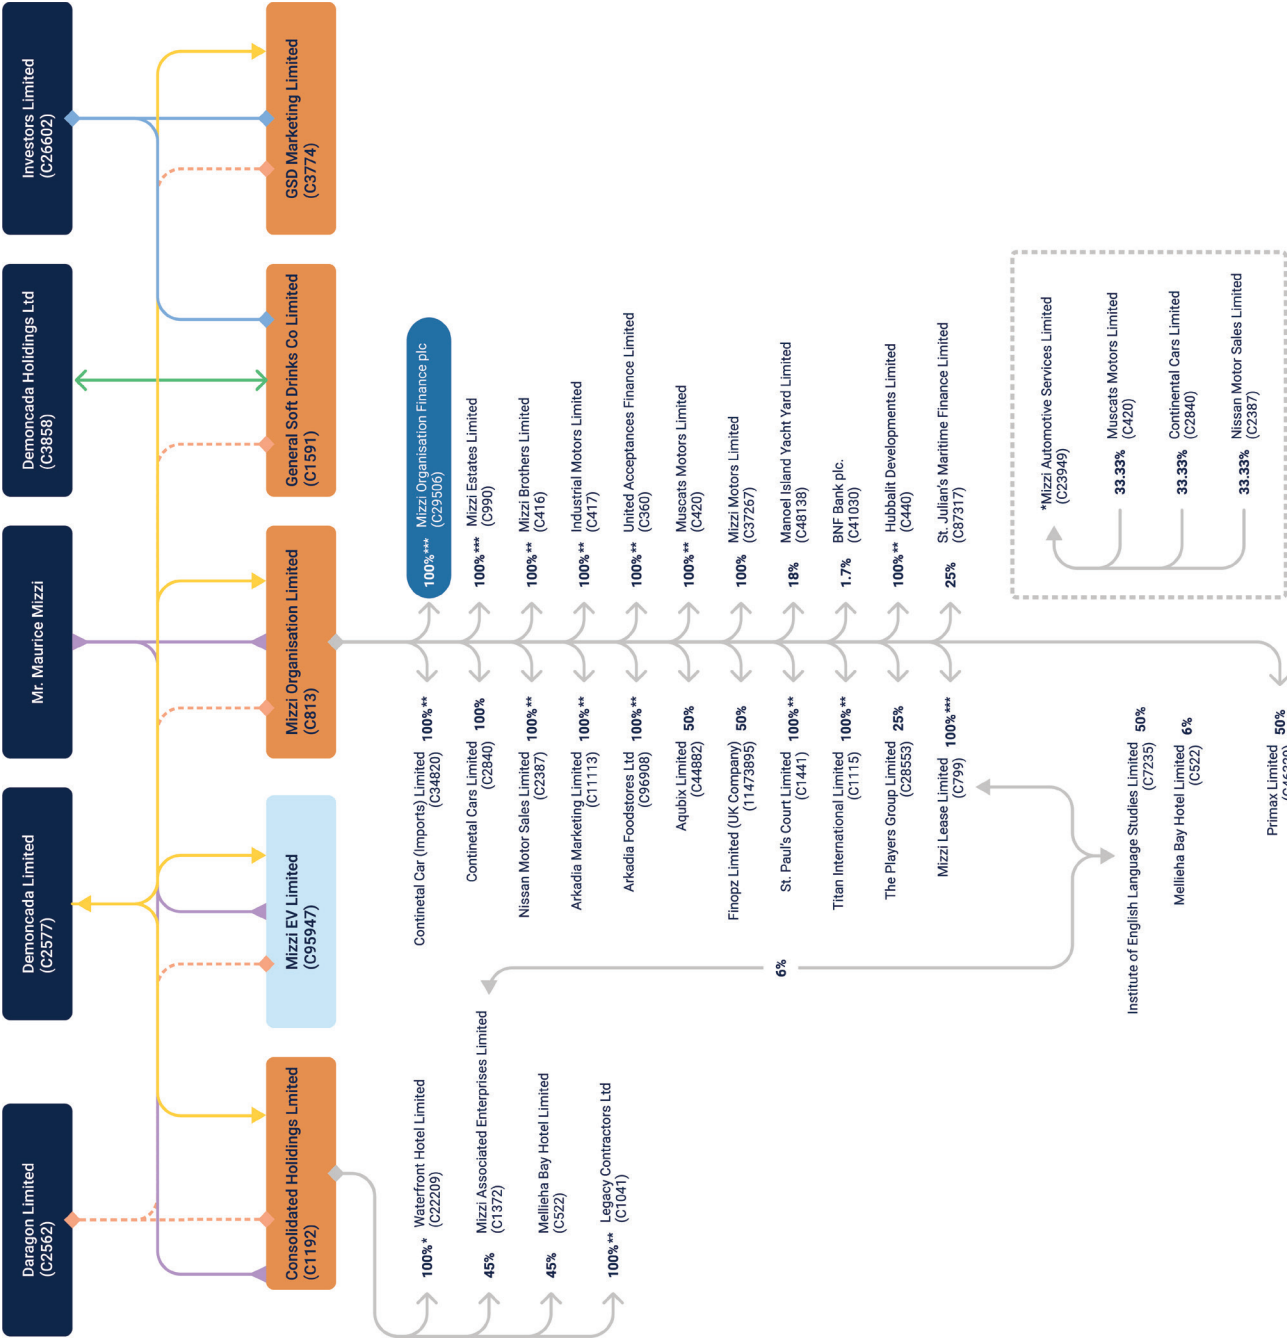 Daragon Limited
(C2562)
Demoncada Limited
(C2577)
Mr. Maurice Mizzi
Demoncada Holidings Ltd
(C3858)
Investors Limited
(C26602)
Consolidated Holidings Lmited
(C1192)
Mizzi EV Limited
(C95947)
Mizzi Organisation Limited
(C813)
General Soft Drinks Co Limited
(C1591)
GSD Marketing Limited
(C3774)
100%* Waterfront Hotel Limited
(C22209)
45% Mizzi Associated Enterprises Limited
(C1372)
45% Mellieha Bay Hotel Limited
(C522)
100%** Legacy Contractors Ltd
(C1041)
6%
Continetal Car (Imports) Limited 100%**
(C34820)
Continetal Cars Limited 100%
(C2840)
Nissan Motor Sales Limited 100%**
(C2387)
Arkadia Marketing Limited 100%**
(C11113)
Arkadia Foodstores Ltd 100%**
(C96908)
Aqubix Limited 50%
(C44882)
Finopz Limited (UK Company) 50%
(11473895)
St. Paul's Court Limited 100%**
(C1441)
Titan International Limited 100%**
(C1115)
The Players Group Limited 25%
(C28553)
Mizzi Lease Limited 100%***
(C799)
Institute of English Language Studies Limited 50%
(C7235)
Mellieha Bay Hotel Limited 6%
(C522)
Primax Limited 50%
100%*** Mizzi Organisation Finance plc
(C29506)
100%*** Mizzi Estates Limited
(C990)
100%** Mizzi Brothers Limited
(C416)
100%** Industrial Motors Limited
(C417)
100%** United Acceptances Finance Limited
(C360)
100%** Muscats Motors Limited
(C420)
100% Mizzi Motors Limited
(C37267)
18% Manoel Island Yacht Yard Limited
(C48138)
1.7% BNF Bank plc.
(C41030)
100%** Hubbalit Developments Limited
(C440)
25% St. Julian's Maritime Finance Limited
(C87317)
*Mizzi Automotive Services Limited
(C23949)
33.33% Muscats Motors Limited
(C420)
33.33% Continental Cars Limited
(C2840)
33.33% Nissan Motor Sales Limited
(C2387)